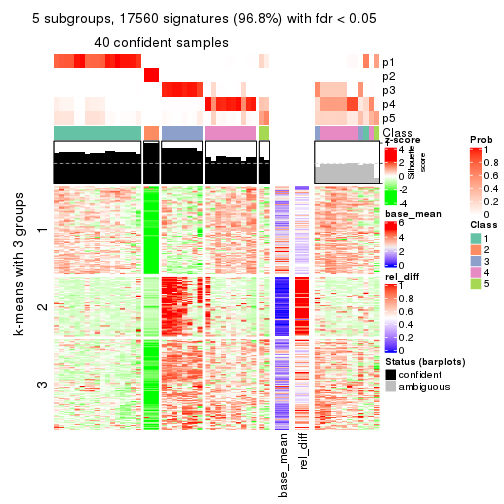 5 subgroups, 17560 signatures (96.8%) with fdr < 0.05
40 confident samples
p1
p2
p3
p4
p5
Class
k-means with 3 groups
1
2
3
base_mean
rel_diff
z-score
4
2
0
-2
-4
Silhouette
score
1
base_mean
6
4
2
0
rel_diff
1
0.8
0.6
0.4
0.2
0
Status (barplots)
confident
ambiguous
Prob
1
0.8
0.6
0.4
0.2
0
Class
1
2
3
4
5